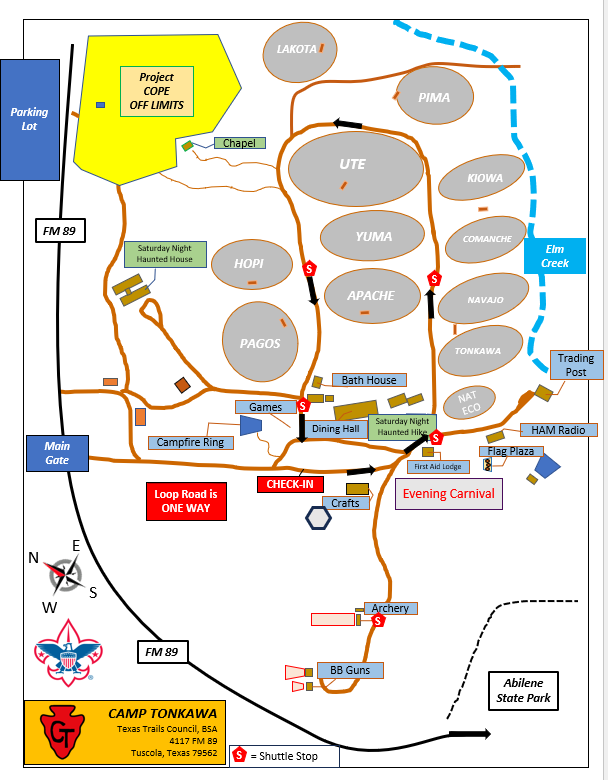 LAKOTA
Project
COPE
OFF LIMITS
Parking
Lot
PIMA
Chapel
UTE
KIOWA
FM 89
YUMA
COMANCHE
Saturday Night
Haunted House
Elm
Creek
HOPI
S
S
APACHE
NAVAJO
PAGOS
TONKAWA
Trading
Post
Bath House
NAT
ECO
Games
S
Dining Hall
Saturday Night
Haunted Hike
S
HAM Radio
Campfire Ring
Main
Gate
First Aid Lodge
Flag Plaza
CHECK-IN
Loop Road is
ONE WAY
Crafts
Evening Carnival
N
E
S
W
Archery
S
FM 89
BB Guns
Abilene
State Park
CT
CAMP TONKAWA
Texas Trails Council, BSA
4117 FM 89
Tuscola, Texas 79562
S = Shuttle Stop